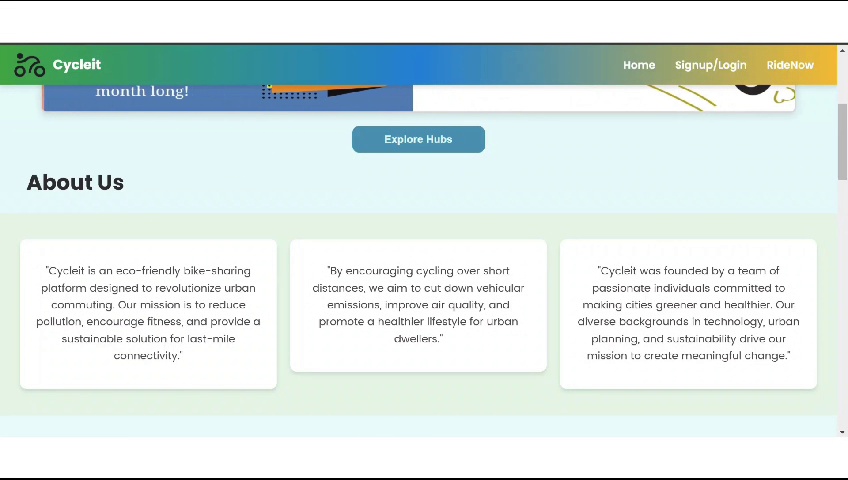 Cycleit
Home Signup/Login RideNow
month long!
Explore Hubs
About Us
"Cycleit is an eco-friendly bike-sharing
platform designed to revolutionize urban
commuting. Our mission is to reduce
pollution, encourage fitness, and provide a
sustainable solution for last-mile
connectivity."
"By encouraging cycling over short
distances, we aim to cut down vehicular
emissions, improve air quality, and
promote a healthier lifestyle for urban
dwellers."
"Cycleit was founded by a team of
passionate individuals committed to
making cities greener and healthier. Our
diverse backgrounds in technology, urban
planning, and sustainability drive our
mission to create meaningful change."